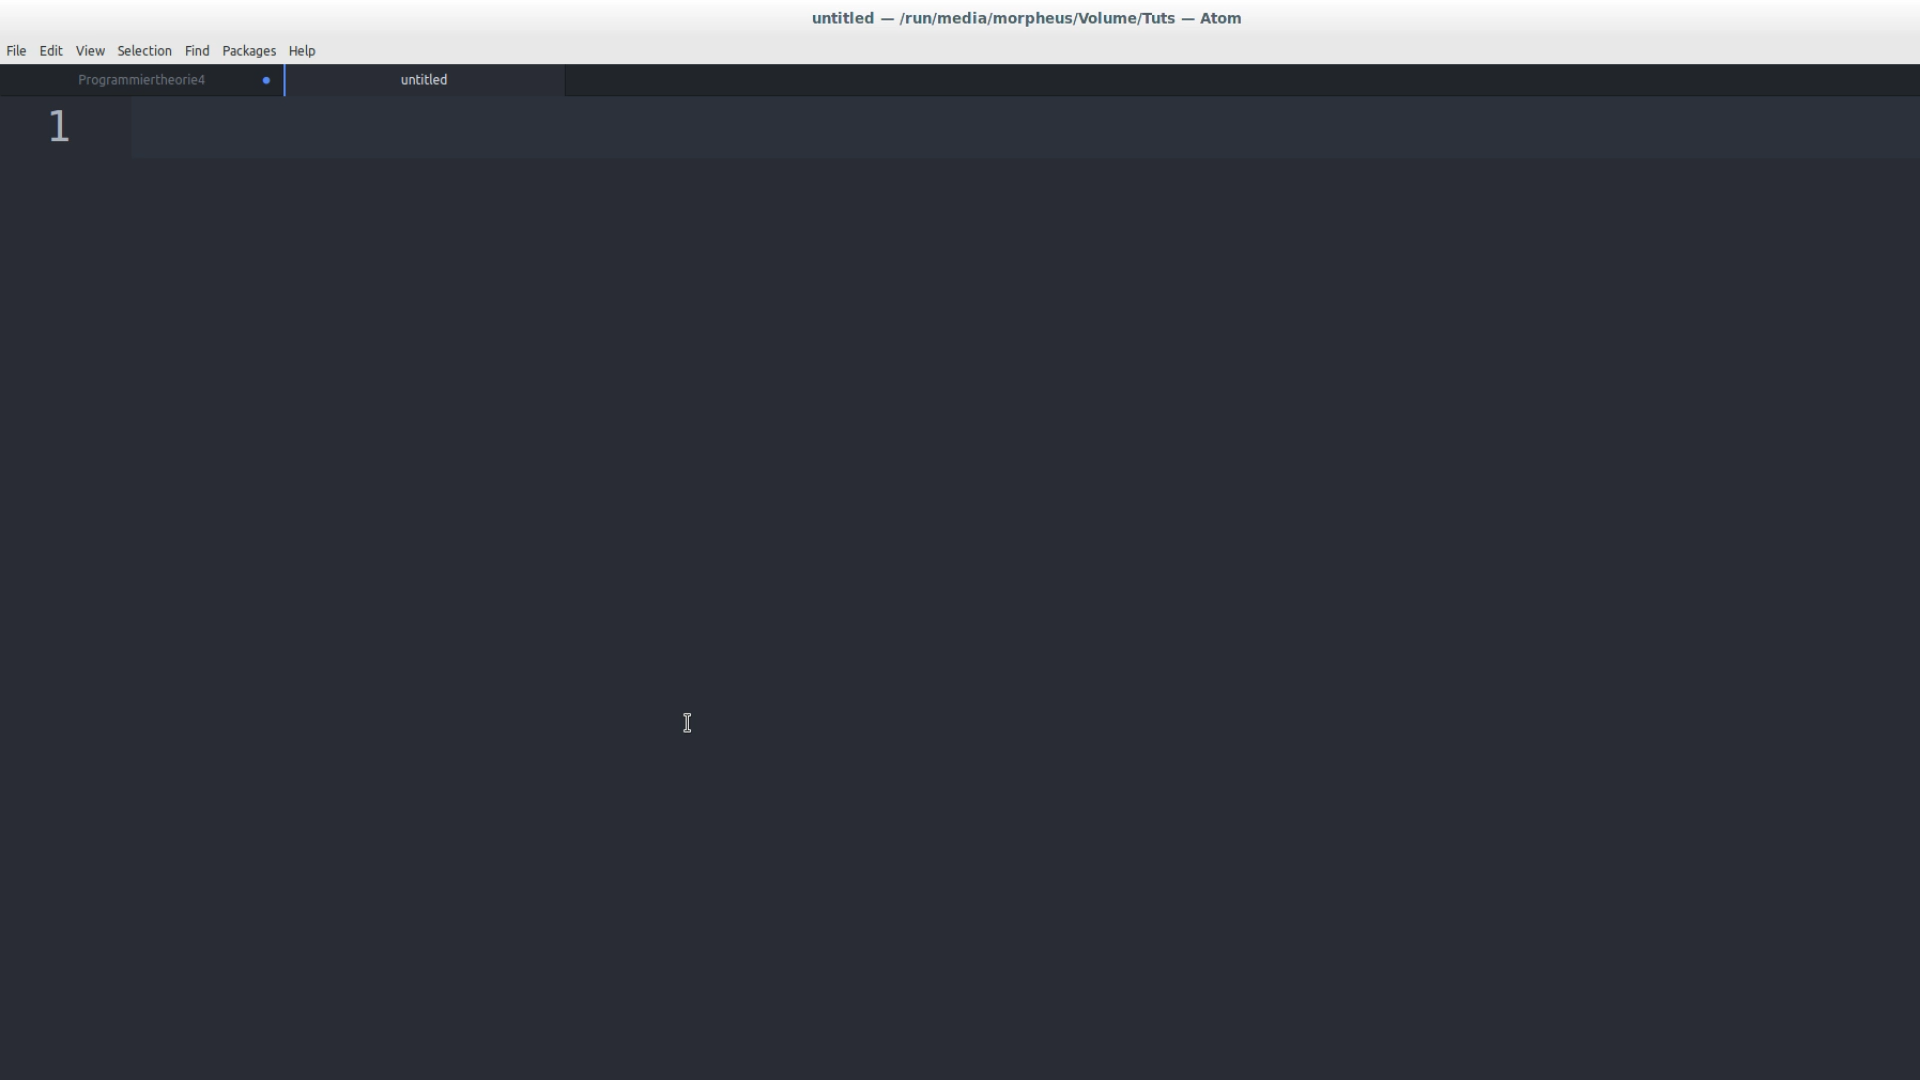 untitled — /run/media/morpheus/Volume/Tuts — Atom
File Edit View Selection Find Packages Help
Programmiertheorie4 untitled
1